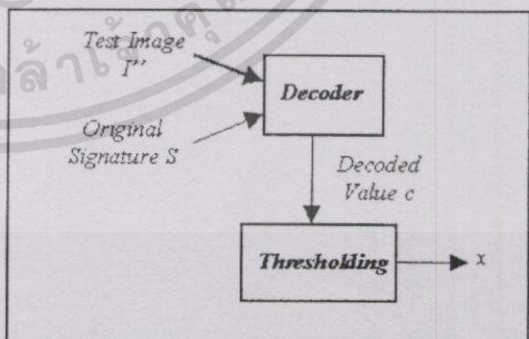 Test Image
I''
Decoder
Original
Signature S
Decoded
Value c
Thresholding
x